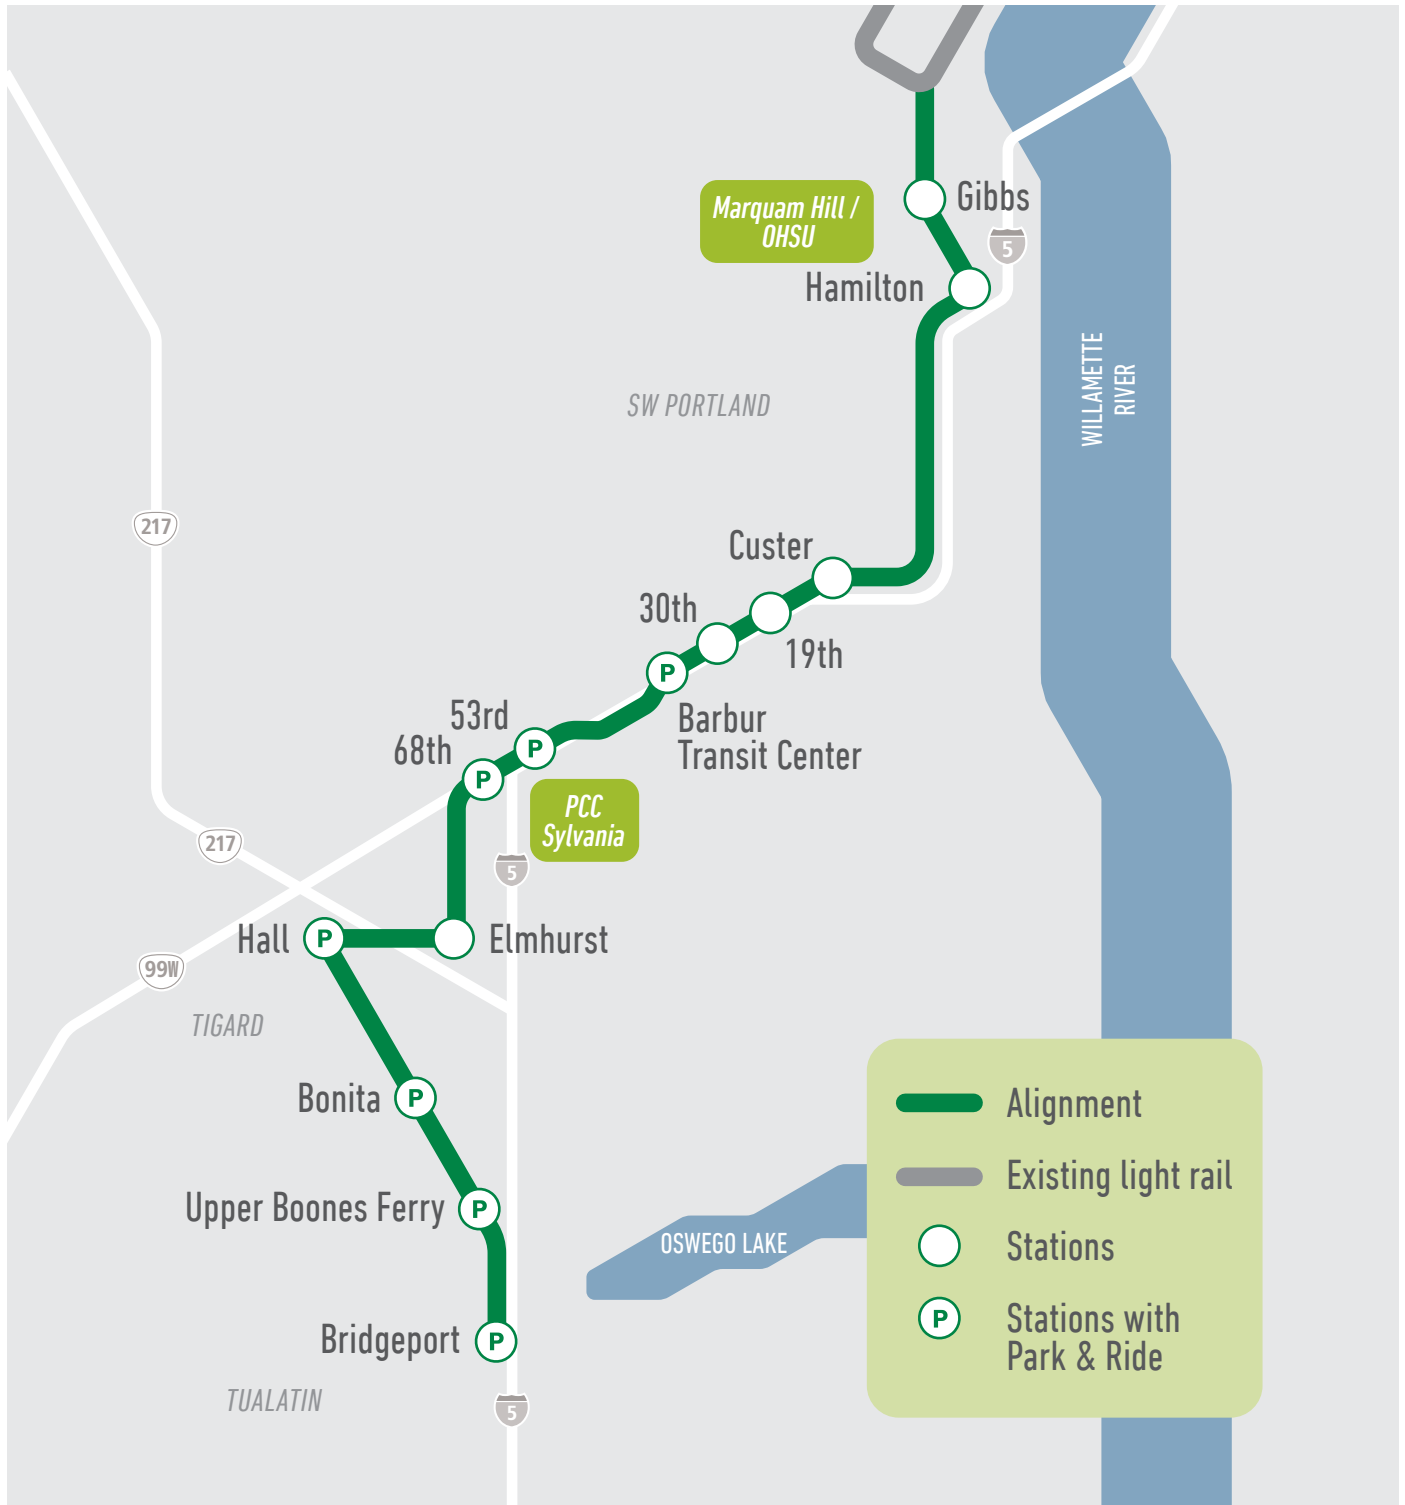 Marquam Hill /
OHSU
Gibbs
5
Hamilton
WILLAMETTE
RIVER
SW PORTLAND
217
Custer
30th
19th
P
Barbur
Transit Center
53rd
P
68th
P
PCC
Sylvania
217
5
Hall
P
Elmhurst
99W
TIGARD
Bonita
P
Upper Boones Ferry
P
OSWEGO LAKE
Bridgeport
P
TUALATIN
5
Alignment
Existing light rail
Stations
P
Stations with
Park & Ride